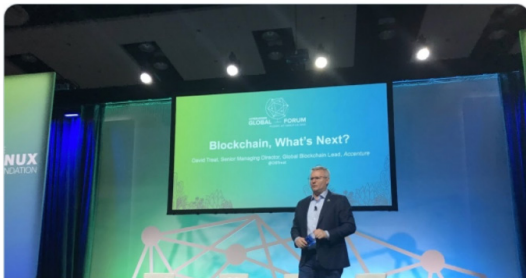 NUX
NDATION
GLOBAL FORUM
Blockchain, What's Next?
David Treat, Senior Managing Director, Global Blockchain Lead, Accenture